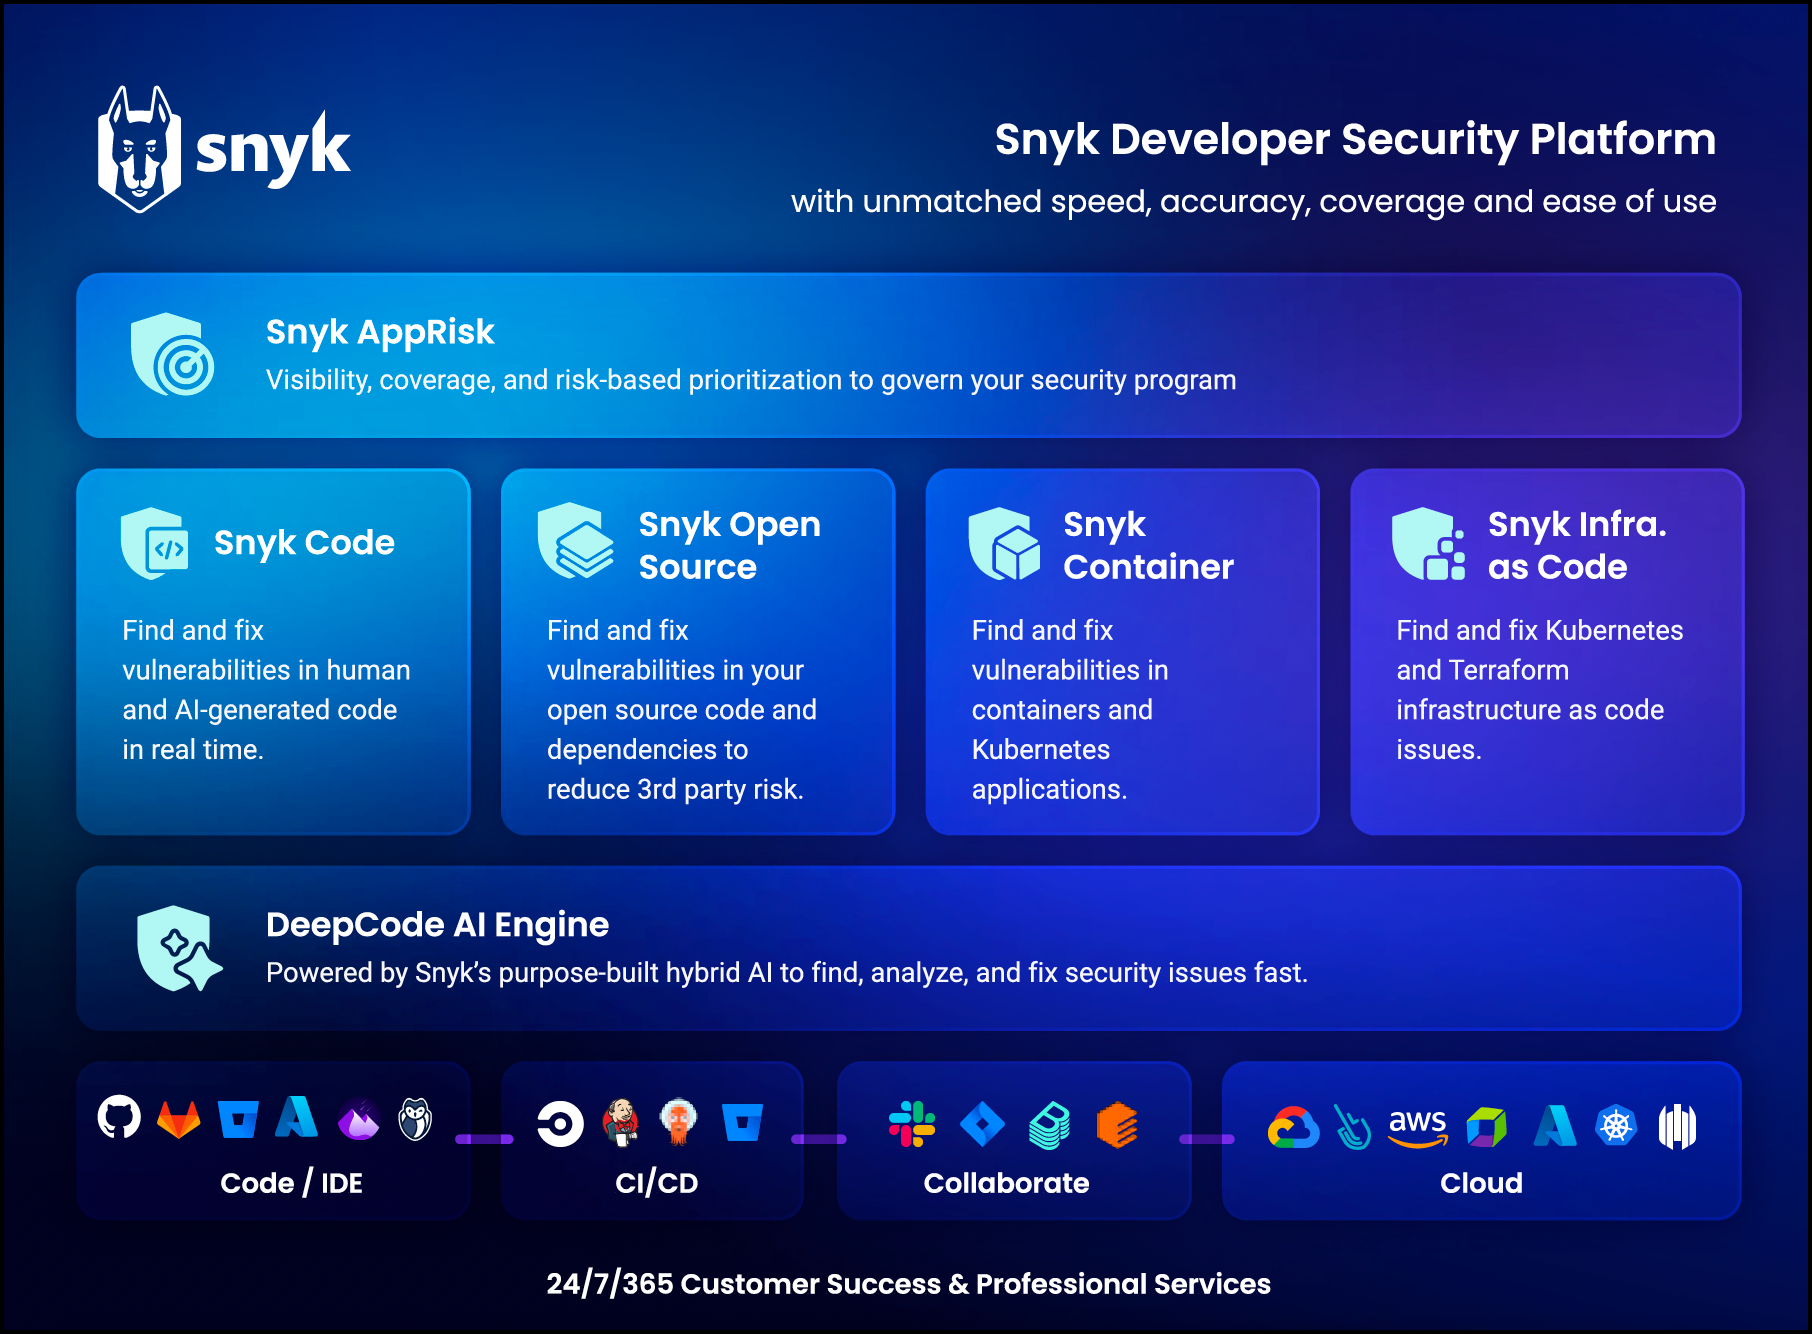 snyk
Snyk Developer Security Platform
with unmatched speed, accuracy, coverage and ease of use
Snyk AppRisk
Visibility, coverage, and risk-based prioritization to govern your security program
Snyk Code
Find and fix
vulnerabilities in human
and AI-generated code
in real time.
Snyk Open
Source
Find and fix
vulnerabilities in your
open source code and
dependencies to
reduce 3rd party risk.
Snyk
Container
Find and fix
vulnerabilities in
containers and
Kubernetes
applications.
Snyk Infra.
as Code
Find and fix Kubernetes
and Terraform
infrastructure as code
issues.
DeepCode AI Engine
Powered by Snyk’s purpose-built hybrid AI to find, analyze, and fix security issues fast.
Code / IDE
CI/CD
Collaborate
aws
Cloud
24/7/365 Customer Success & Professional Services